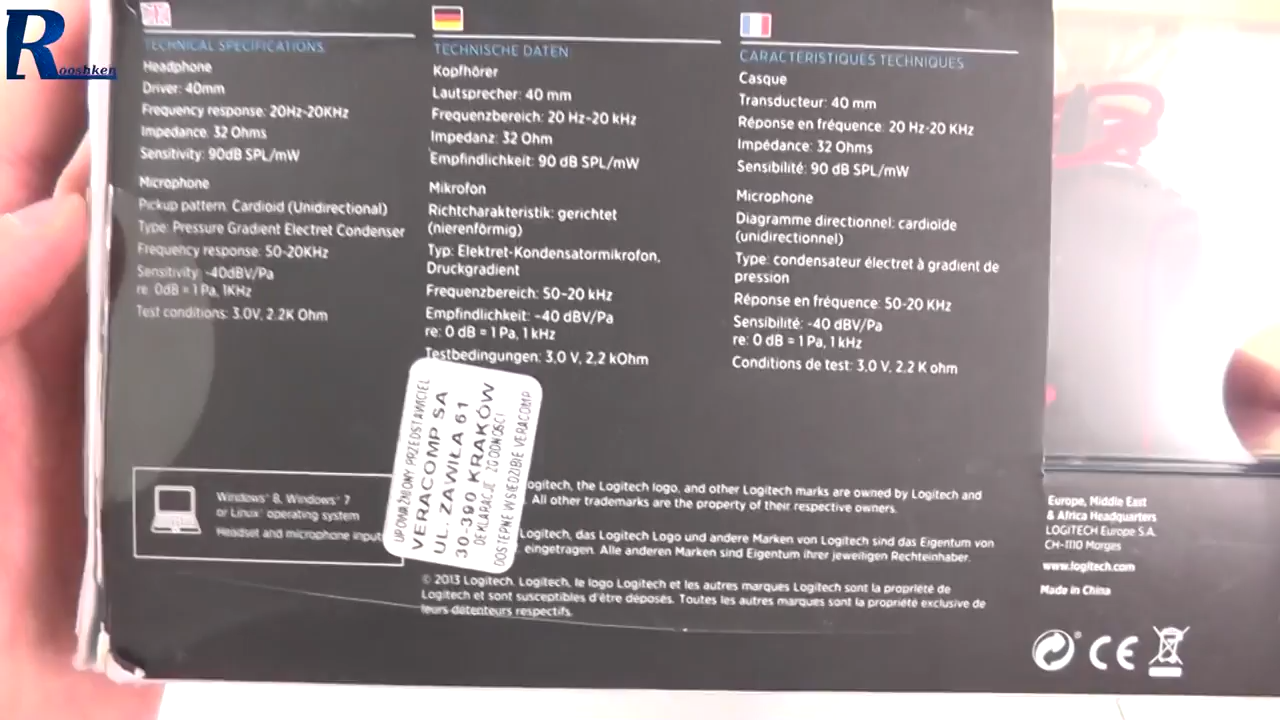 Rooshken
TECHNICAL SPECIFICATIONS
Headphone
Driver: 40mm
Frequency response: 20Hz-20KHz
Impedance: 32 Ohms
Sensitivity: 90dB SPL/mW
Microphone
Pickup pattern: Cardioid (Unidirectional)
Type: Pressure Gradient Electret Condenser
Frequency response: 50-20KHz
Sensitivity: -40dBV/Pa
re: 0dB = 1 Pa, 1KHz
Test conditions: 3.0V, 2.2K Ohm
TECHNISCHE DATEN
Kopfhörer
Lautsprecher: 40 mm
Frequenzbereich: 20 Hz–20 kHz
Impedanz: 32 Ohm
Empfindlichkeit: 90 dB SPL/mW
Mikrofon
Richtcharakteristik: gerichtet
(nierenförmig)
Typ: Elektret-Kondensatormikrofon,
Druckgradient
Frequenzbereich: 50–20 kHz
Empfindlichkeit: -40 dBV/Pa
re: 0 dB = 1 Pa, 1 kHz
Testbedingungen: 3,0 V, 2,2 kOhm
CARACTÉRISTIQUES TECHNIQUES
Casque
Transducteur: 40 mm
Réponse en fréquence: 20 Hz-20 KHz
Impédance: 32 Ohms
Sensibilité: 90 dB SPL/mW
Microphone
Diagramme directionnel: cardioïde
(unidirectionnel)
Type: condensateur électret à gradient de
pression
Réponse en fréquence: 50-20 KHz
Sensibilité: -40 dBV/Pa
re: 0 dB = 1 Pa, 1 kHz
Conditions de test: 3.0 V, 2.2 K ohm
Windows® 8, Windows® 7
or Linux® operating system
Headset and microphone inputs
UPOWAŻNIONY PRZEDSTAWICIEL
VERACOMP SA
UL. ZAWIŁA 61
30-390 KRAKÓW
DEKLARACJE ZGODNOŚCI
DOSTĘPNE W SIEDZIBIE VERACOMP
ogitech, the Logitech logo, and other Logitech marks are owned by Logitech and
All other trademarks are the property of their respective owners.
Logitech, das Logitech Logo und andere Marken von Logitech sind das Eigentum von
eingetragen. Alle anderen Marken sind Eigentum ihrer jeweiligen Rechteinhaber.
© 2013 Logitech. Logitech, le logo Logitech et les autres marques Logitech sont la propriété de
Logitech et sont susceptibles d'être déposés. Toutes les autres marques sont la propriété exclusive de
leurs détenteurs respectifs.
Europe, Middle East
& Africa Headquarters
LOGITECH Europe S.A.
CH-1110 Morges
www.logitech.com
Made in China
CE